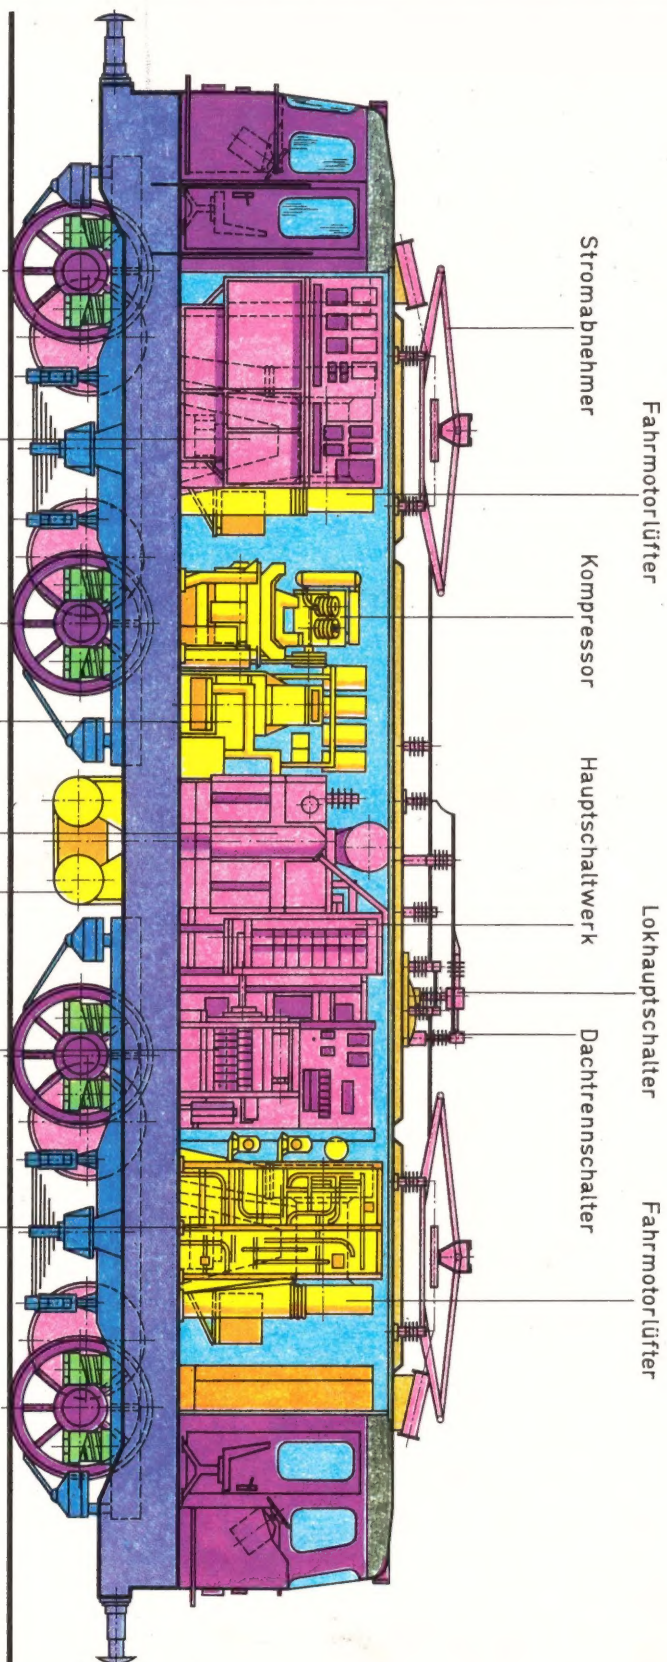 Stromabnehmer
Fahrmotorlüfter
Kompressor
Hauptschaltwerk
Lokhauptschalter
Dachtrennschalter
Fahrmotorlüfter